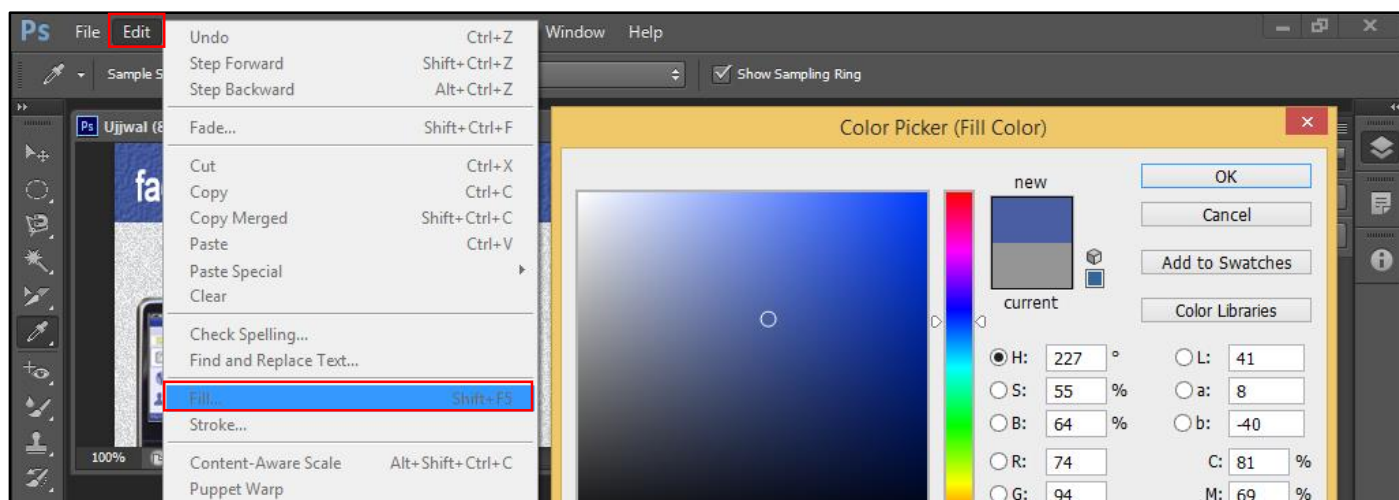 Ps File Edit Window Help
Sample S Show Sampling Ring
Ps Ujjwal (8
fa
100%
Undo Ctrl+Z
Step Forward Shift+Ctrl+Z
Step Backward Alt+Ctrl+Z
Fade... Shift+Ctrl+F
Cut Ctrl+X
Copy Ctrl+C
Copy Merged Shift+Ctrl+C
Paste Ctrl+V
Paste Special
Clear
Check Spelling...
Find and Replace Text...
Fill... Shift+F5
Stroke...
Content-Aware Scale Alt+Shift+Ctrl+C
Puppet Warp
Color Picker (Fill Color)
new
current
OK
Cancel
Add to Swatches
Color Libraries
H: 227 ° L: 41
S: 55 % a: 8
B: 64 % b: -40
R: 74 C: 81 %
G: 94 M: 69 %